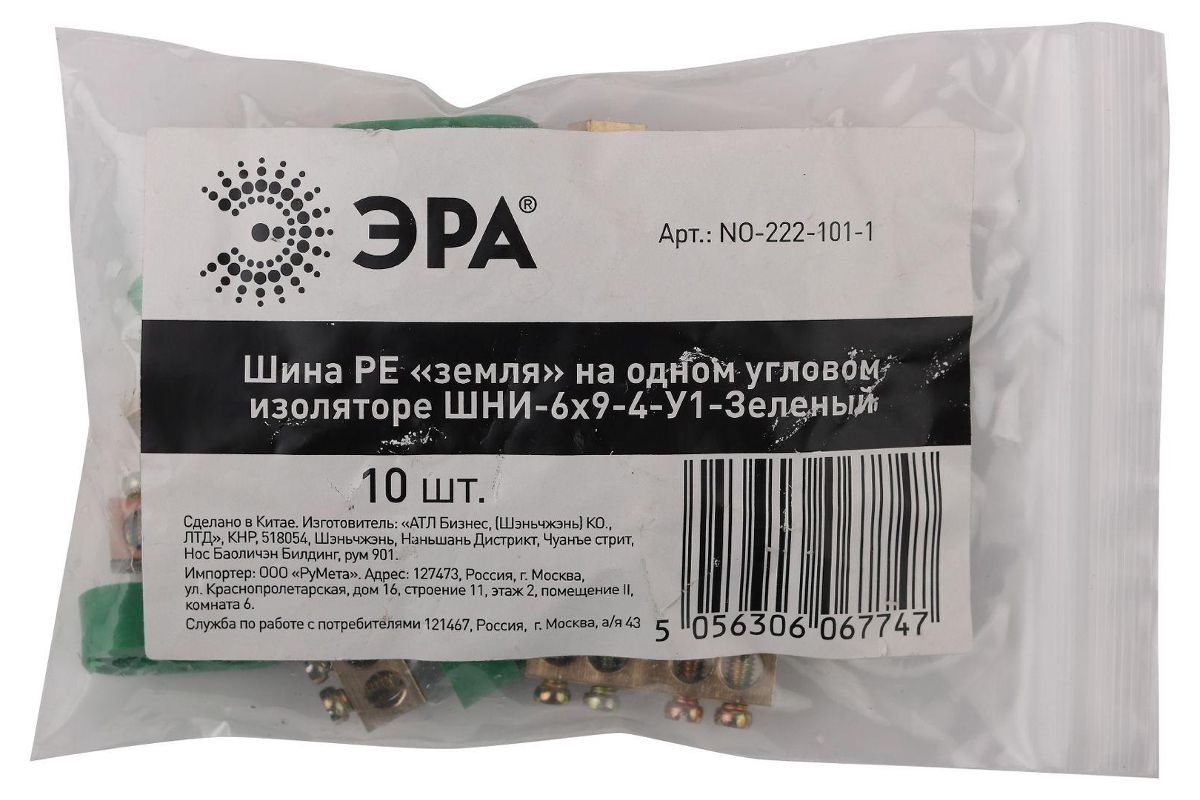 ЭРА®
Арт.: NO-222-101-1
Шина PE «земля» на одном угловом
изоляторе ШНИ-6х9-4-У1-Зеленый
10 шт.
Сделано в Китае. Изготовитель: «АТЛ Бизнес, (Шэньчжэнь) КО.,
ЛТД», КНР, 518054, Шэньчжэнь, Наньшань Дистрикт, Чуанье стрит,
Нос Баоличэн Билдинг, рум 901.
Импортер: ООО «РуМета». Адрес: 127473, Россия, г. Москва,
ул. Краснопролетарская, дом 16, строение 11, этаж 2, помещение II,
комната 6.
Служба по работе с потребителями 121467, Россия, г. Москва, а/я 43
5 056306 067747